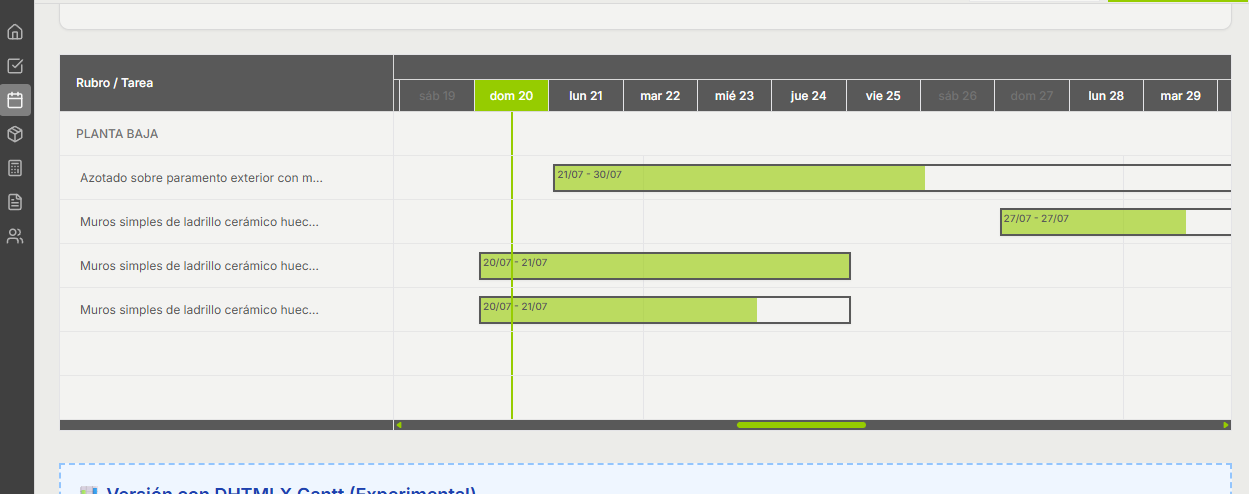 Rubro / Tarea
sáb 19 dom 20 lun 21 mar 22 mié 23 jue 24 vie 25 sáb 26 dom 27 lun 28 mar 29
PLANTA BAJA
Azotado sobre paramento exterior con m...
21/07 - 30/07
Muros simples de ladrillo cerámico huec...
27/07 - 27/07
Muros simples de ladrillo cerámico huec...
20/07 - 21/07
Muros simples de ladrillo cerámico huec...
20/07 - 21/07
Versión con DHTMLX Gantt (Experimental)